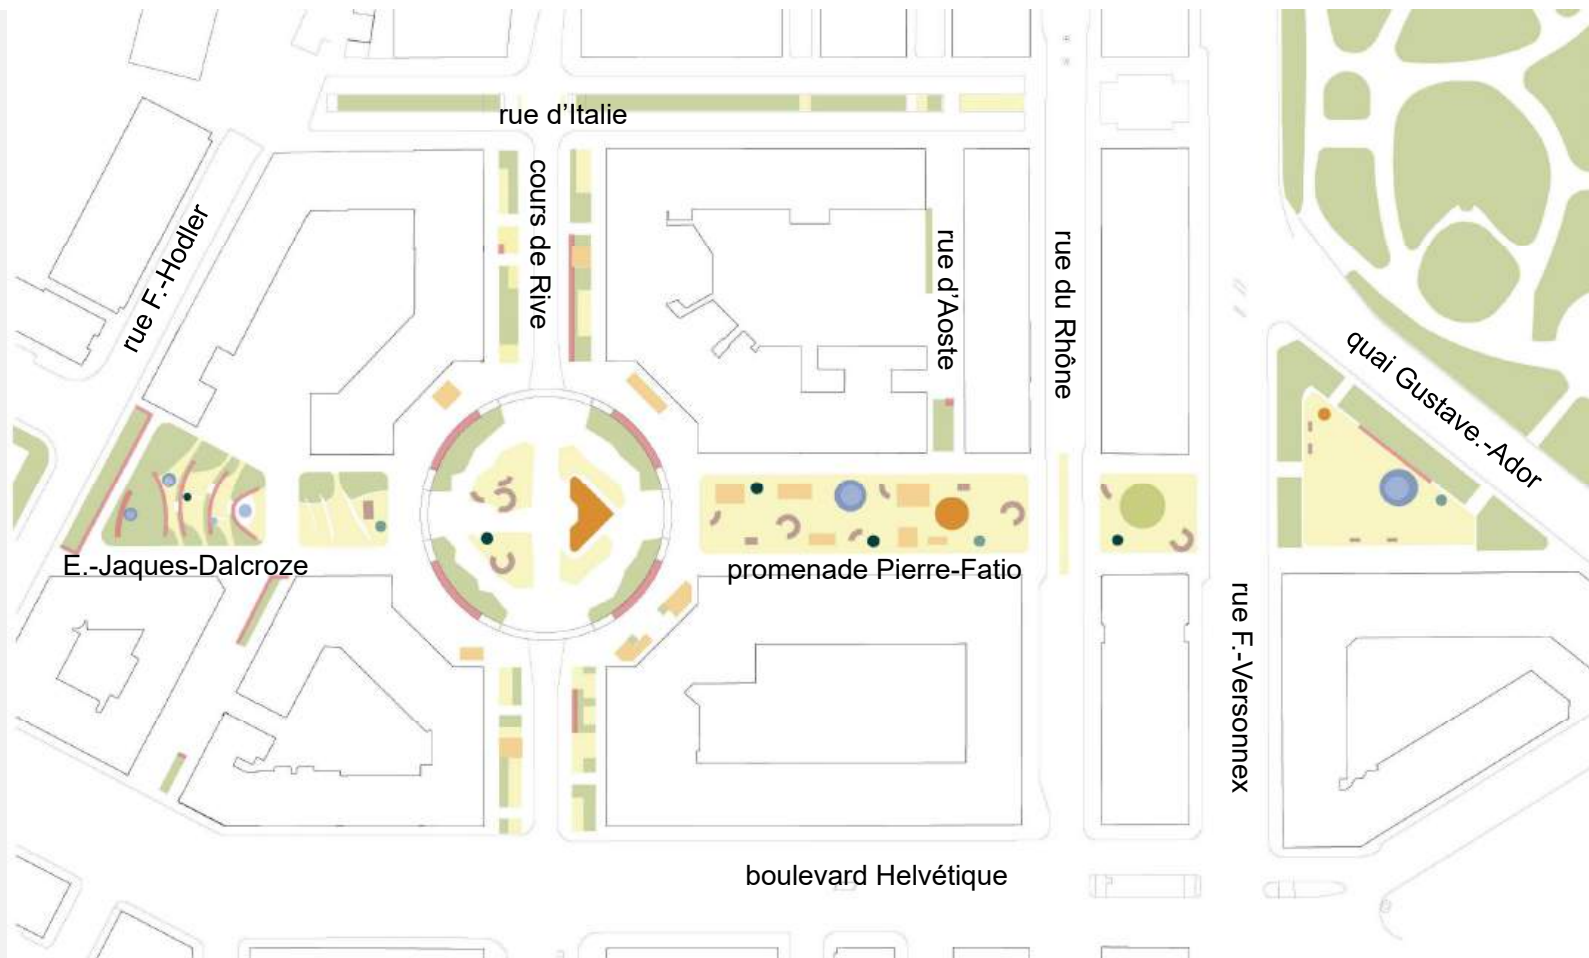 rue d’Italie
cours de Rive
rue F.-Hodler
rue d’Aoste
rue du Rhône
quai Gustave.-Ador
E.-Jaques-Dalcroze
promenade Pierre-Fatio
rue F.-Versonnex
boulevard Helvétique